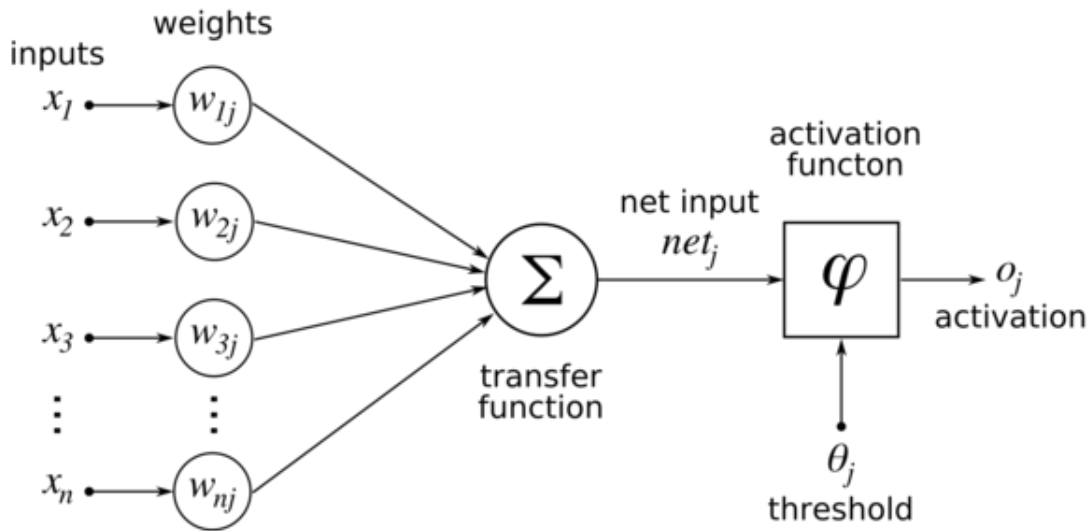 inputs
weights
x1
w1j
x2
w2j
x3
w3j
⋮
⋮
xn
wnj
Σ
transfer
function
net input
netj
activation
functon
φ
oj
activation
θj
threshold